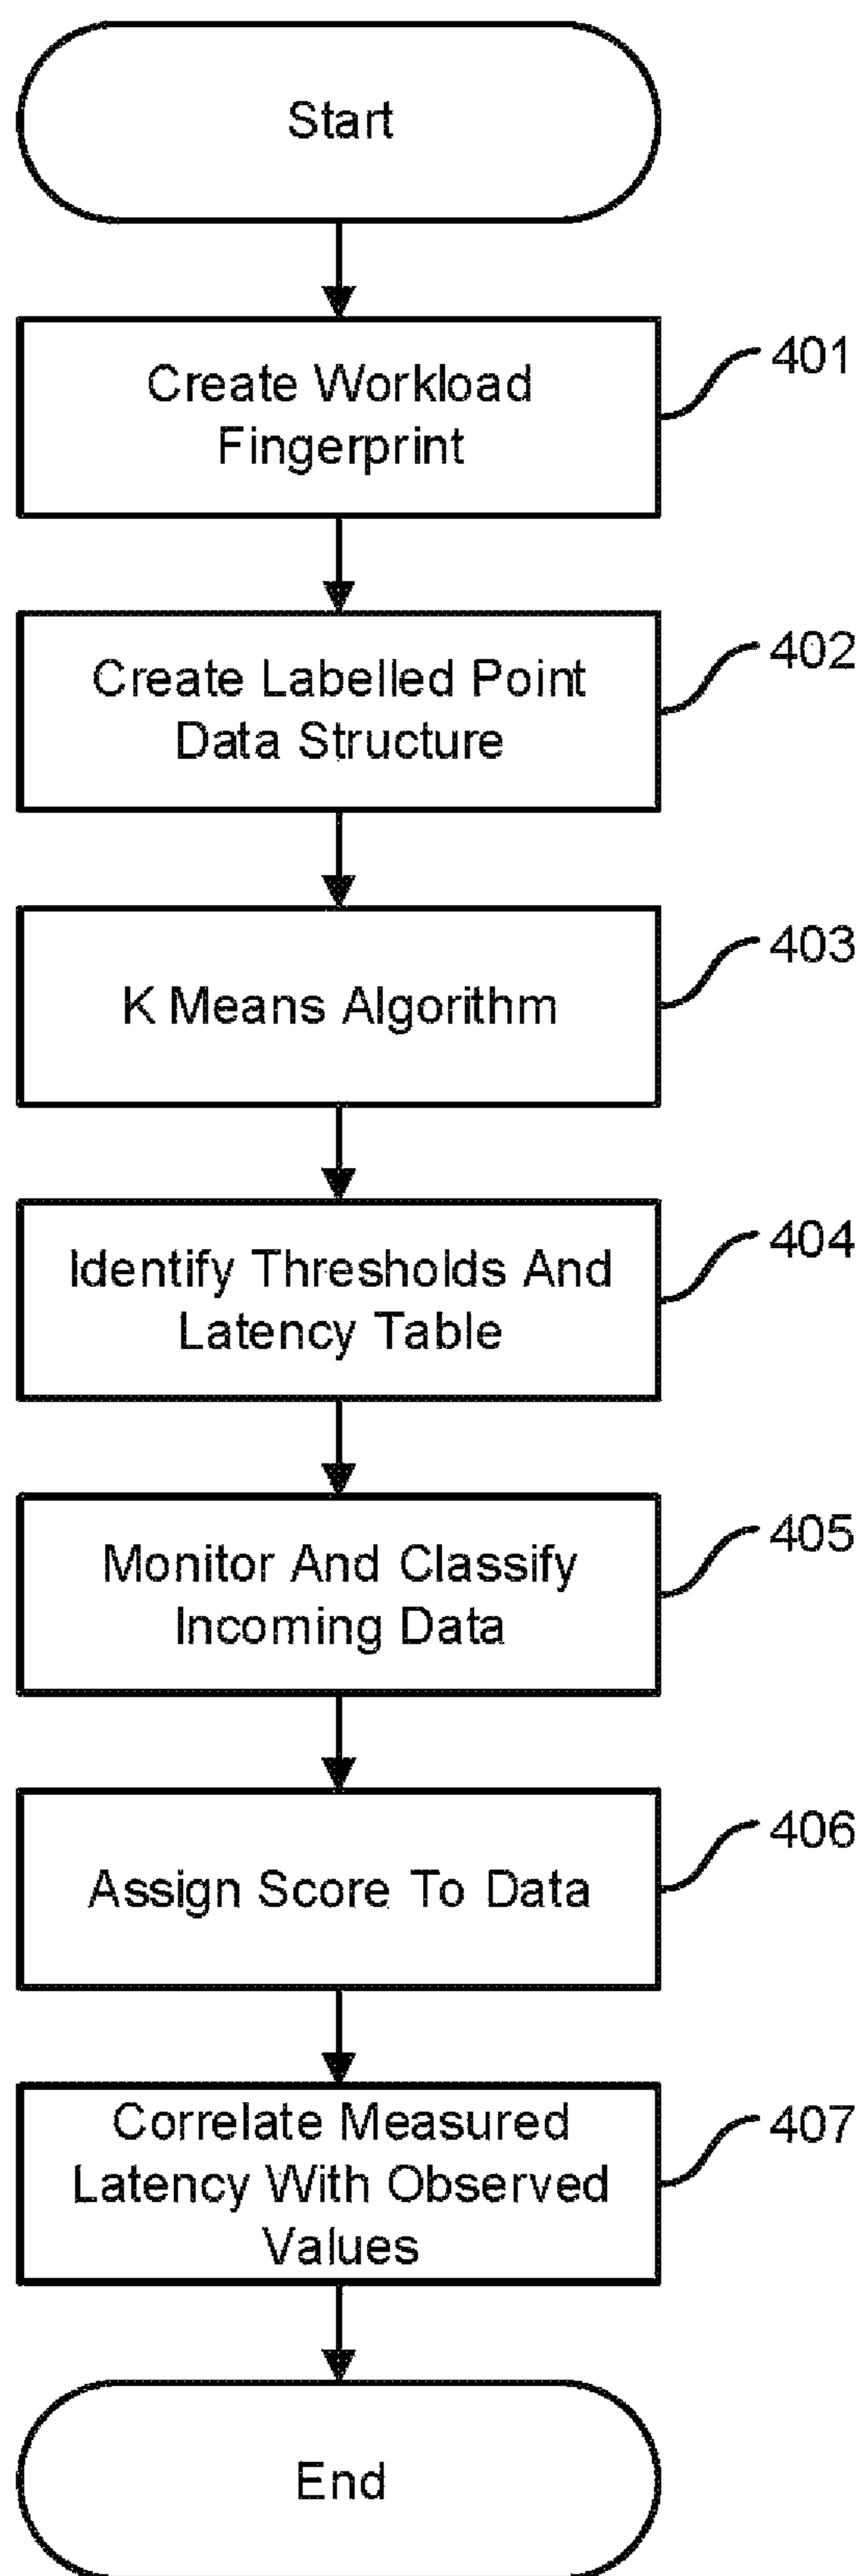 Start
Create Workload
Fingerprint
401
Create Labelled Point
Data Structure
402
K Means Algorithm
403
Identify Thresholds And
Latency Table
404
Monitor And Classify
Incoming Data
405
Assign Score To Data
406
Correlate Measured
Latency With Observed
Values
407
End